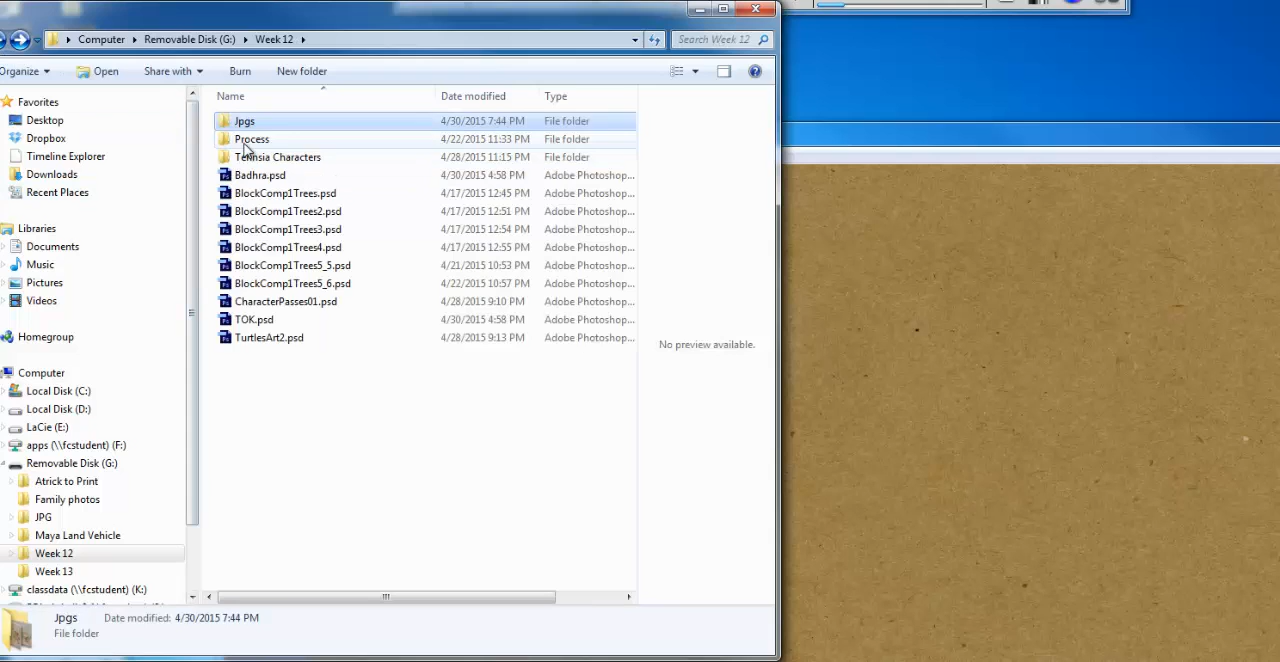 Computer Removable Disk (G:) Week 12 Search Week 12
Organize Open Share with Burn New folder
Name Date modified Type
Favorites
Desktop
Dropbox
Timeline Explorer
Downloads
Recent Places
Libraries
Documents
Music
Pictures
Videos
Homegroup
Computer
Local Disk (C:)
Local Disk (D:)
LaCie (E:)
apps (\\fcstudent) (F:)
Removable Disk (G:)
Atrick to Print
Family photos
JPG
Maya Land Vehicle
Week 12
Week 13
classdata (\\fcstudent) (K:)
Jpgs 4/30/2015 7:44 PM File folder
Process 4/22/2015 11:33 PM File folder
Characters 4/28/2015 11:15 PM File folder
Badhra.psd 4/30/2015 4:58 PM Adobe Photoshop...
BlockComp1Trees.psd 4/17/2015 12:45 PM Adobe Photoshop...
BlockComp1Trees2.psd 4/17/2015 12:51 PM Adobe Photoshop...
BlockComp1Trees3.psd 4/17/2015 12:54 PM Adobe Photoshop...
BlockComp1Trees4.psd 4/17/2015 12:55 PM Adobe Photoshop...
BlockComp1Trees5_5.psd 4/21/2015 10:53 PM Adobe Photoshop...
BlockComp1Trees5_6.psd 4/22/2015 10:57 PM Adobe Photoshop...
CharacterPasses01.psd 4/28/2015 9:10 PM Adobe Photoshop...
TOK.psd 4/30/2015 4:58 PM Adobe Photoshop...
TurtlesArt2.psd 4/28/2015 9:13 PM Adobe Photoshop...
No preview available.
Jpgs Date modified: 4/30/2015 7:44 PM
File folder